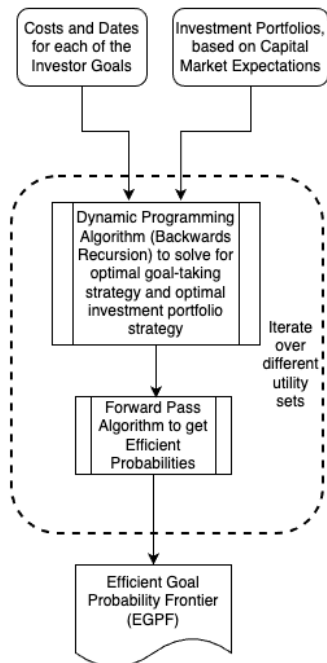 Costs and Dates
for each of the
Investor Goals
Investment Portfolios,
based on Capital
Market Expectations
Dynamic Programming
Algorithm (Backwards
Recursion) to solve for
optimal goal-taking
strategy and optimal
investment portfolio
strategy
Iterate
over
different
utility
sets
Forward Pass
Algorithm to get
Efficient
Probabilities
Efficient Goal
Probability Frontier
(EGPF)